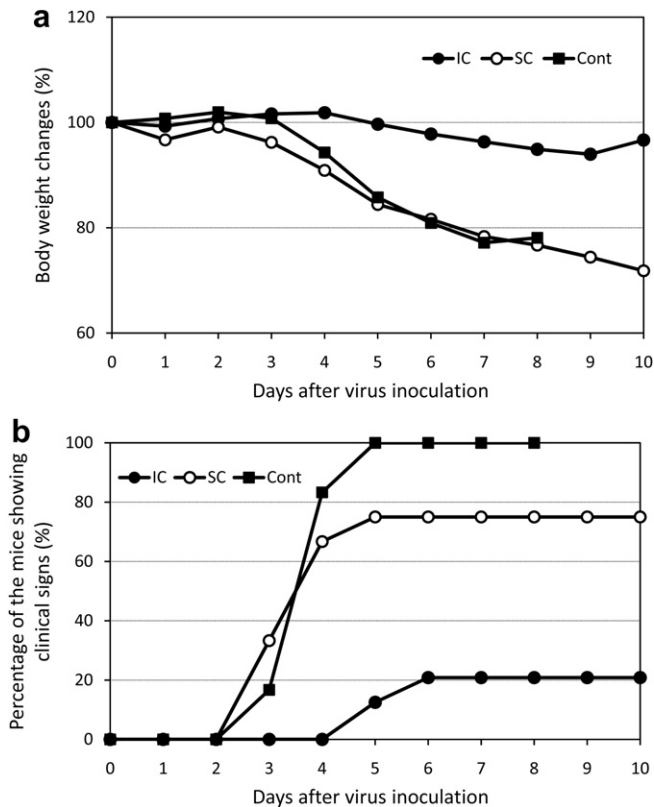 a
120
100
80
60
Body weight changes (%)
IC SC Cont
0 1 2 3 4 5 6 7 8 9 10
Days after virus inoculation
b
100
80
60
40
20
0
Percentage of the mice showing
clinical signs (%)
IC SC Cont
0 1 2 3 4 5 6 7 8 9 10
Days after virus inoculation